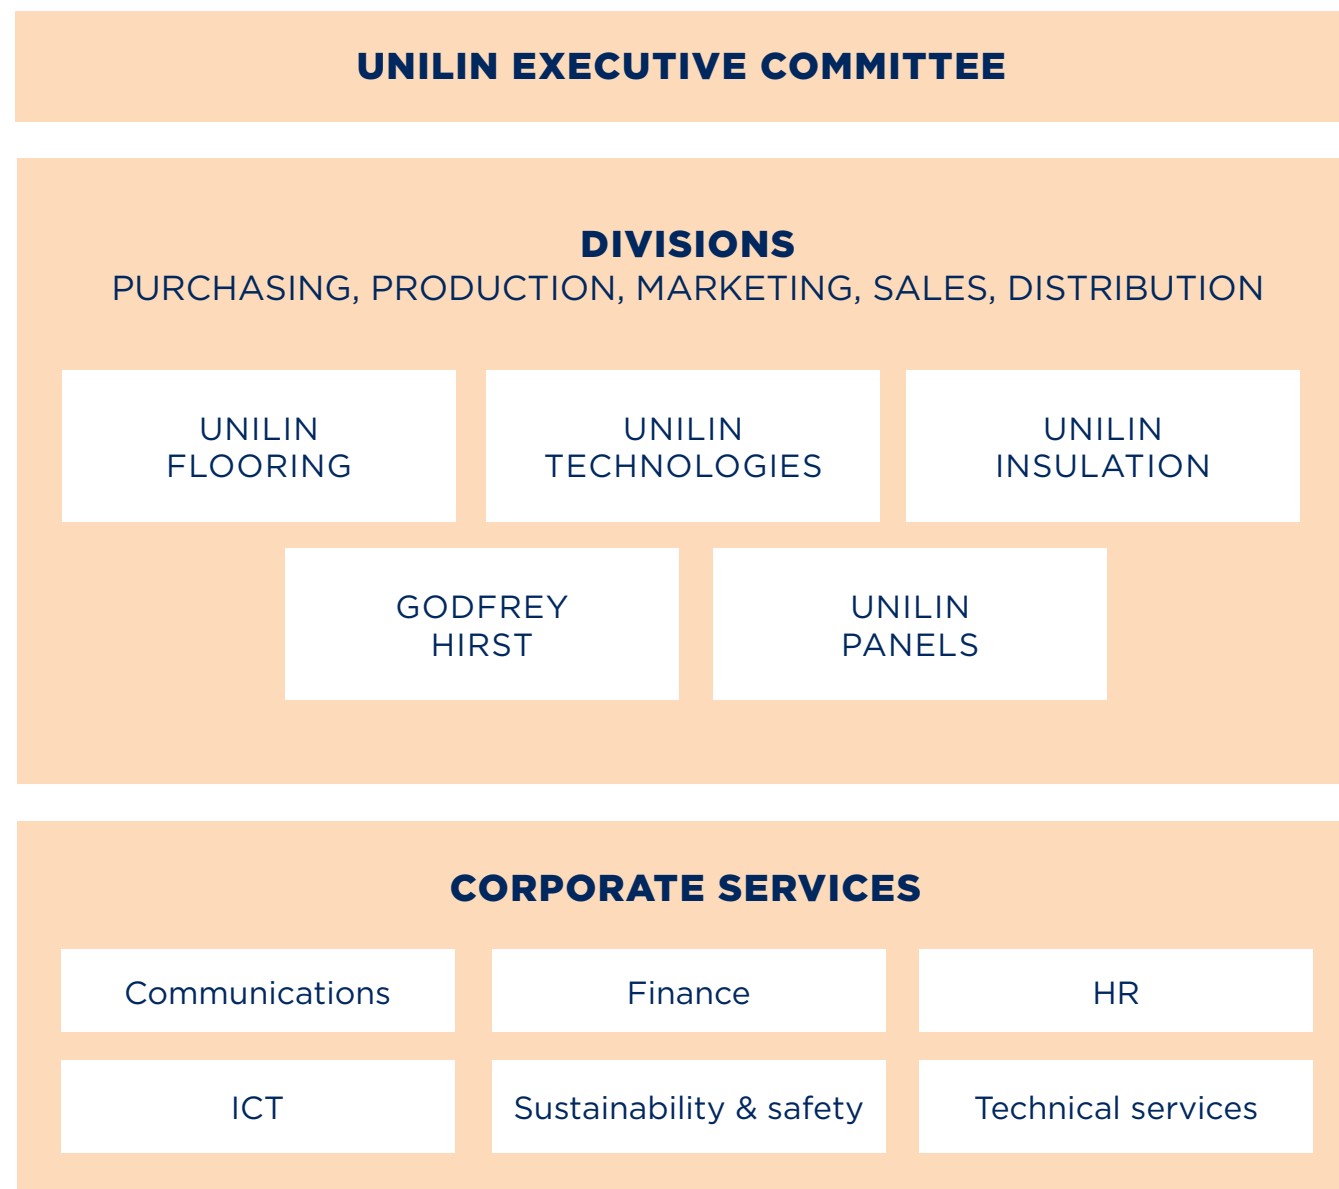 UNILIN EXECUTIVE COMMITTEE
DIVISIONS
PURCHASING, PRODUCTION, MARKETING, SALES, DISTRIBUTION
UNILIN
FLOORING
UNILIN
TECHNOLOGIES
UNILIN
INSULATION
GODFREY
HIRST
UNILIN
PANELS
CORPORATE SERVICES
Communications
Finance
HR
ICT
Sustainability & safety
Technical services